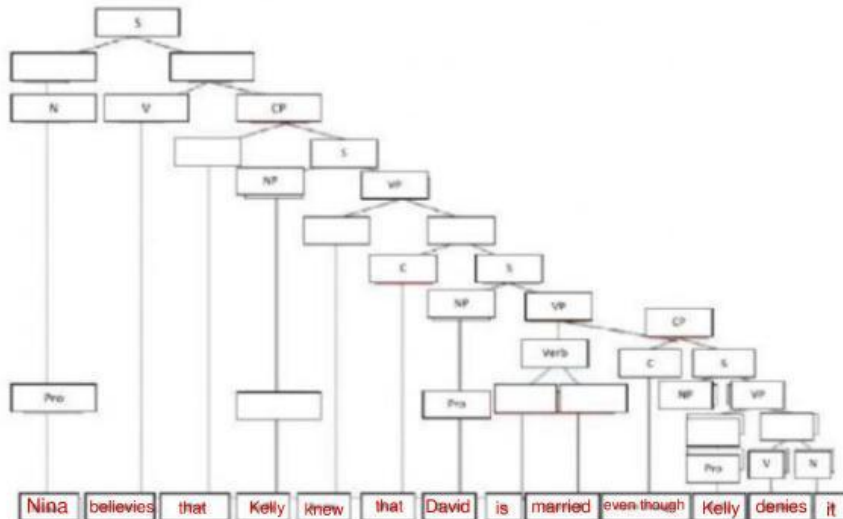 S
N V CP
S
NP VP
C S
NP VP CP
Verb C S
NP VP
Pro Pro
Pro V N
Nina believies that Kelly knew that David is married even though Kelly denies it